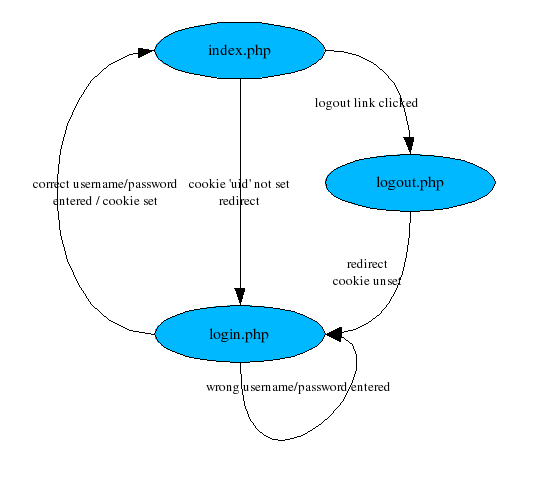 index.php
logout link clicked
correct username/password
entered / cookie set
cookie 'uid' not set
redirect
logout.php
redirect
cookie unset
login.php
wrong username/password entered